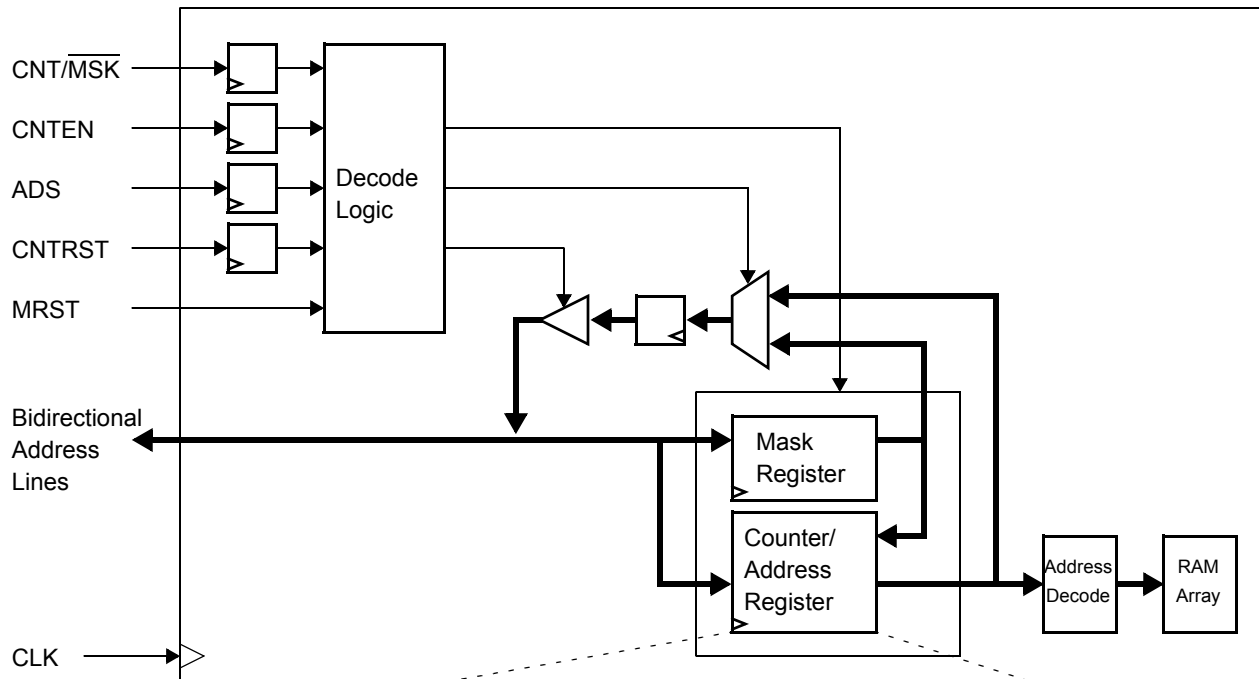 CNT/M̅S̅K̅
CNTEN
ADS
CNTRST
MRST
Decode
Logic
Bidirectional
Address
Lines
Mask
Register
Counter/
Address
Register
Address
Decode
RAM
Array
CLK